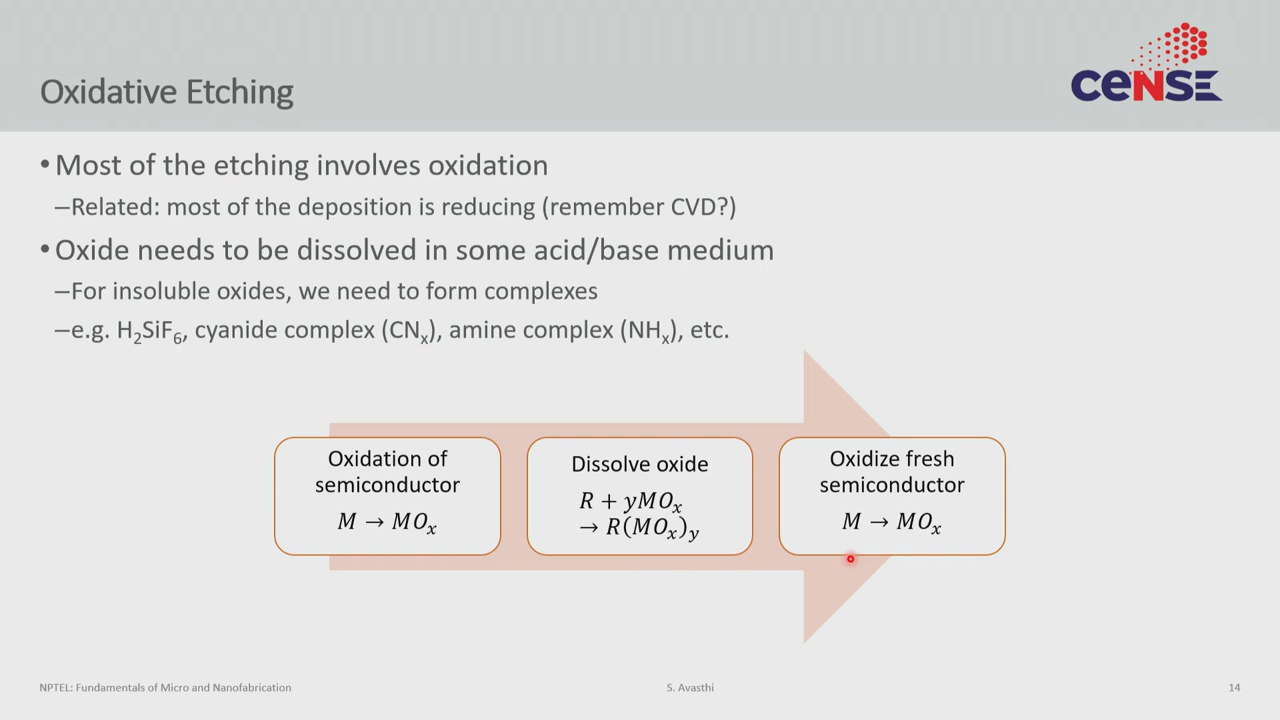 Oxidative Etching
ceNSE
• Most of the etching involves oxidation
–Related: most of the deposition is reducing (remember CVD?)
• Oxide needs to be dissolved in some acid/base medium
–For insoluble oxides, we need to form complexes
–e.g. H₂SiF₆, cyanide complex (CNₓ), amine complex (NHₓ), etc.
Oxidation of
semiconductor
M → MOₓ
Dissolve oxide
R + yMOₓ
→ R(MOₓ)ᵧ
Oxidize fresh
semiconductor
M → MOₓ
NPTEL: Fundamentals of Micro and Nanofabrication
S. Avasthi
14